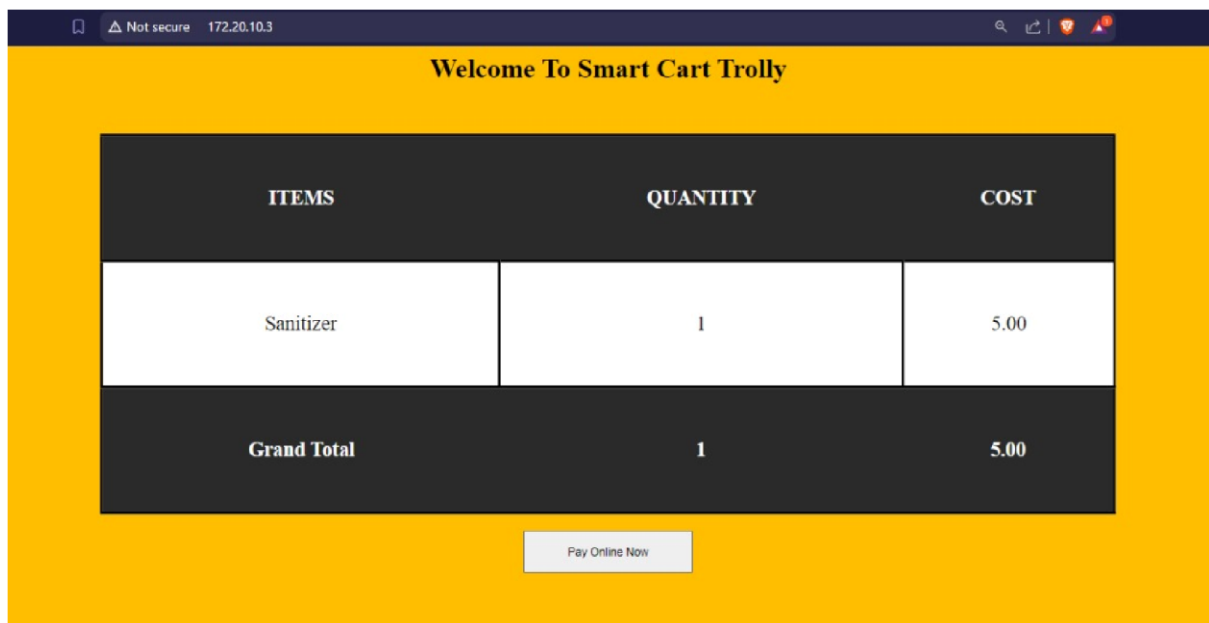 Not secure 172.20.10.3
Welcome To Smart Cart Trolly
ITEMS QUANTITY COST
Sanitizer 1 5.00
Grand Total 1 5.00
Pay Online Now